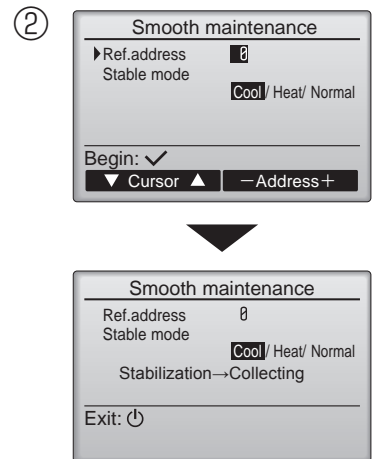 ②
Smooth maintenance
Ref.address 0
Stable mode
Cool / Heat/ Normal
Begin: ✓
▼ Cursor ▲ −Address+
Smooth maintenance
Ref.address 0
Stable mode
Cool / Heat/ Normal
Stabilization→Collecting
Exit: ⏻